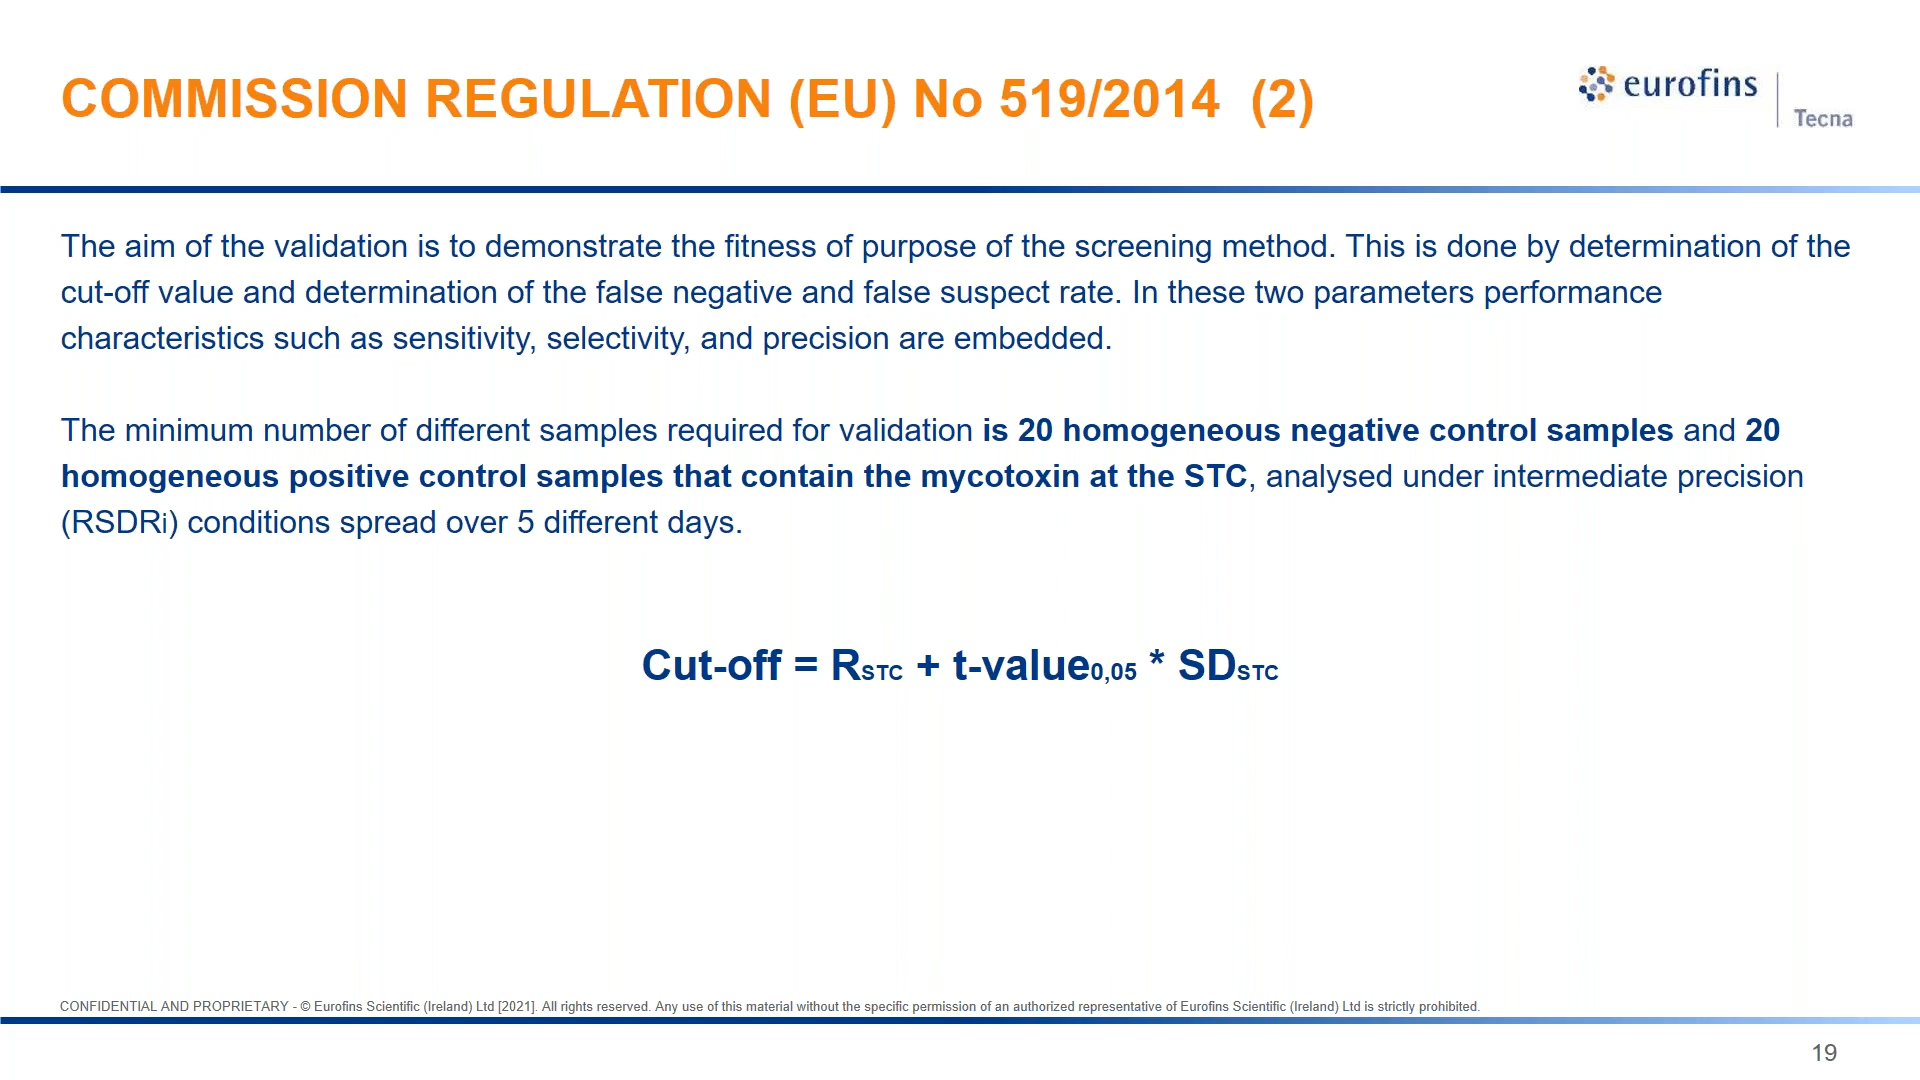 COMMISSION REGULATION (EU) No 519/2014 (2)
eurofins
Tecna
The aim of the validation is to demonstrate the fitness of purpose of the screening method. This is done by determination of the
cut-off value and determination of the false negative and false suspect rate. In these two parameters performance
characteristics such as sensitivity, selectivity, and precision are embedded.
The minimum number of different samples required for validation is 20 homogeneous negative control samples and 20
homogeneous positive control samples that contain the mycotoxin at the STC, analysed under intermediate precision
(RSDRi) conditions spread over 5 different days.
Cut-off = RSTC + t-value0,05 * SDSTC
CONFIDENTIAL AND PROPRIETARY - © Eurofins Scientific (Ireland) Ltd [2021]. All rights reserved. Any use of this material without the specific permission of an authorized representative of Eurofins Scientific (Ireland) Ltd is strictly prohibited.
19